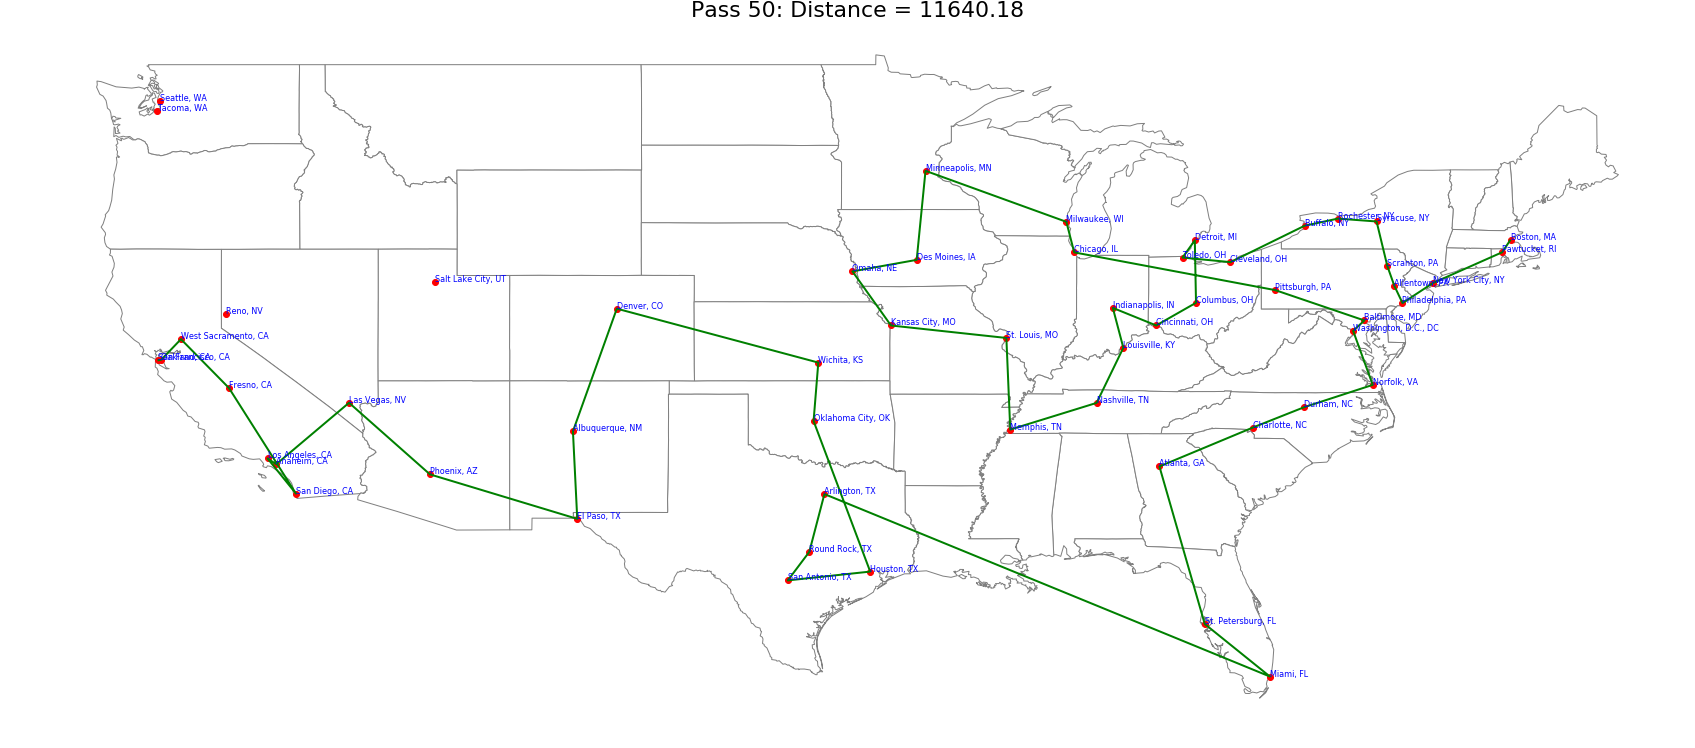 Pass 50: Distance = 11640.18
Seattle, WA
Tacoma, WA
Minneapolis, MN
Milwaukee, WI
Rochester, NY
Syracuse, NY
Buffalo, NY
Detroit, MI
Boston, MA
Chicago, IL
Pawtucket, RI
Toledo, OH
Cleveland, OH
Des Moines, IA
Scranton, PA
Omaha, NE
Salt Lake City, UT
Pittsburgh, PA
New York City, NY
Allentown, PA
Reno, NV
Denver, CO
Indianapolis, IN
Columbus, OH
Philadelphia, PA
Kansas City, MO
Cincinnati, OH
Baltimore, MD
Washington, D.C., DC
West Sacramento, CA
St. Louis, MO
Louisville, KY
San Francisco, CA
Wichita, KS
Fresno, CA
Norfolk, VA
Las Vegas, NV
Nashville, TN
Durham, NC
Oklahoma City, OK
Albuquerque, NM
Memphis, TN
Charlotte, NC
Los Angeles, CA
Anaheim, CA
Atlanta, GA
Phoenix, AZ
San Diego, CA
Arlington, TX
El Paso, TX
Round Rock, TX
San Antonio, TX
Houston, TX
St. Petersburg, FL
Miami, FL